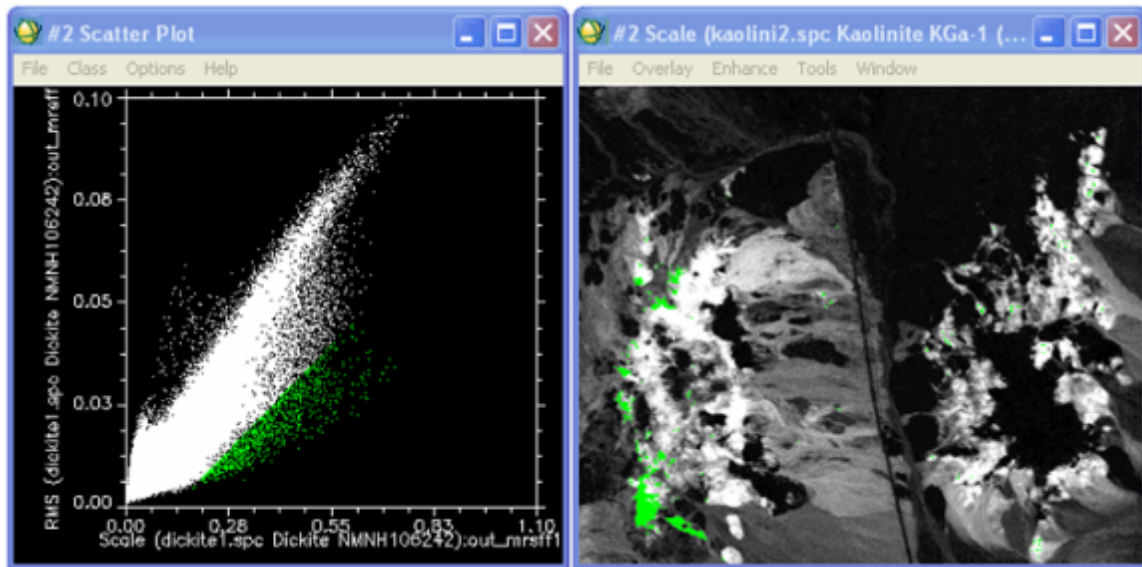 #2 Scatter Plot
File Class Options Help
RMS (dickite1.spc Dickite NMNH106242):out_mrsff
0.10
0.08
0.05
0.03
0.00
0.00 0.28 0.55 0.83 1.10
Scale (dickite1.spc Dickite NMNH106242):out_mrsff1
#2 Scale (kaolini2.spc Kaolinite KGa-1 (...
File Overlay Enhance Tools Window